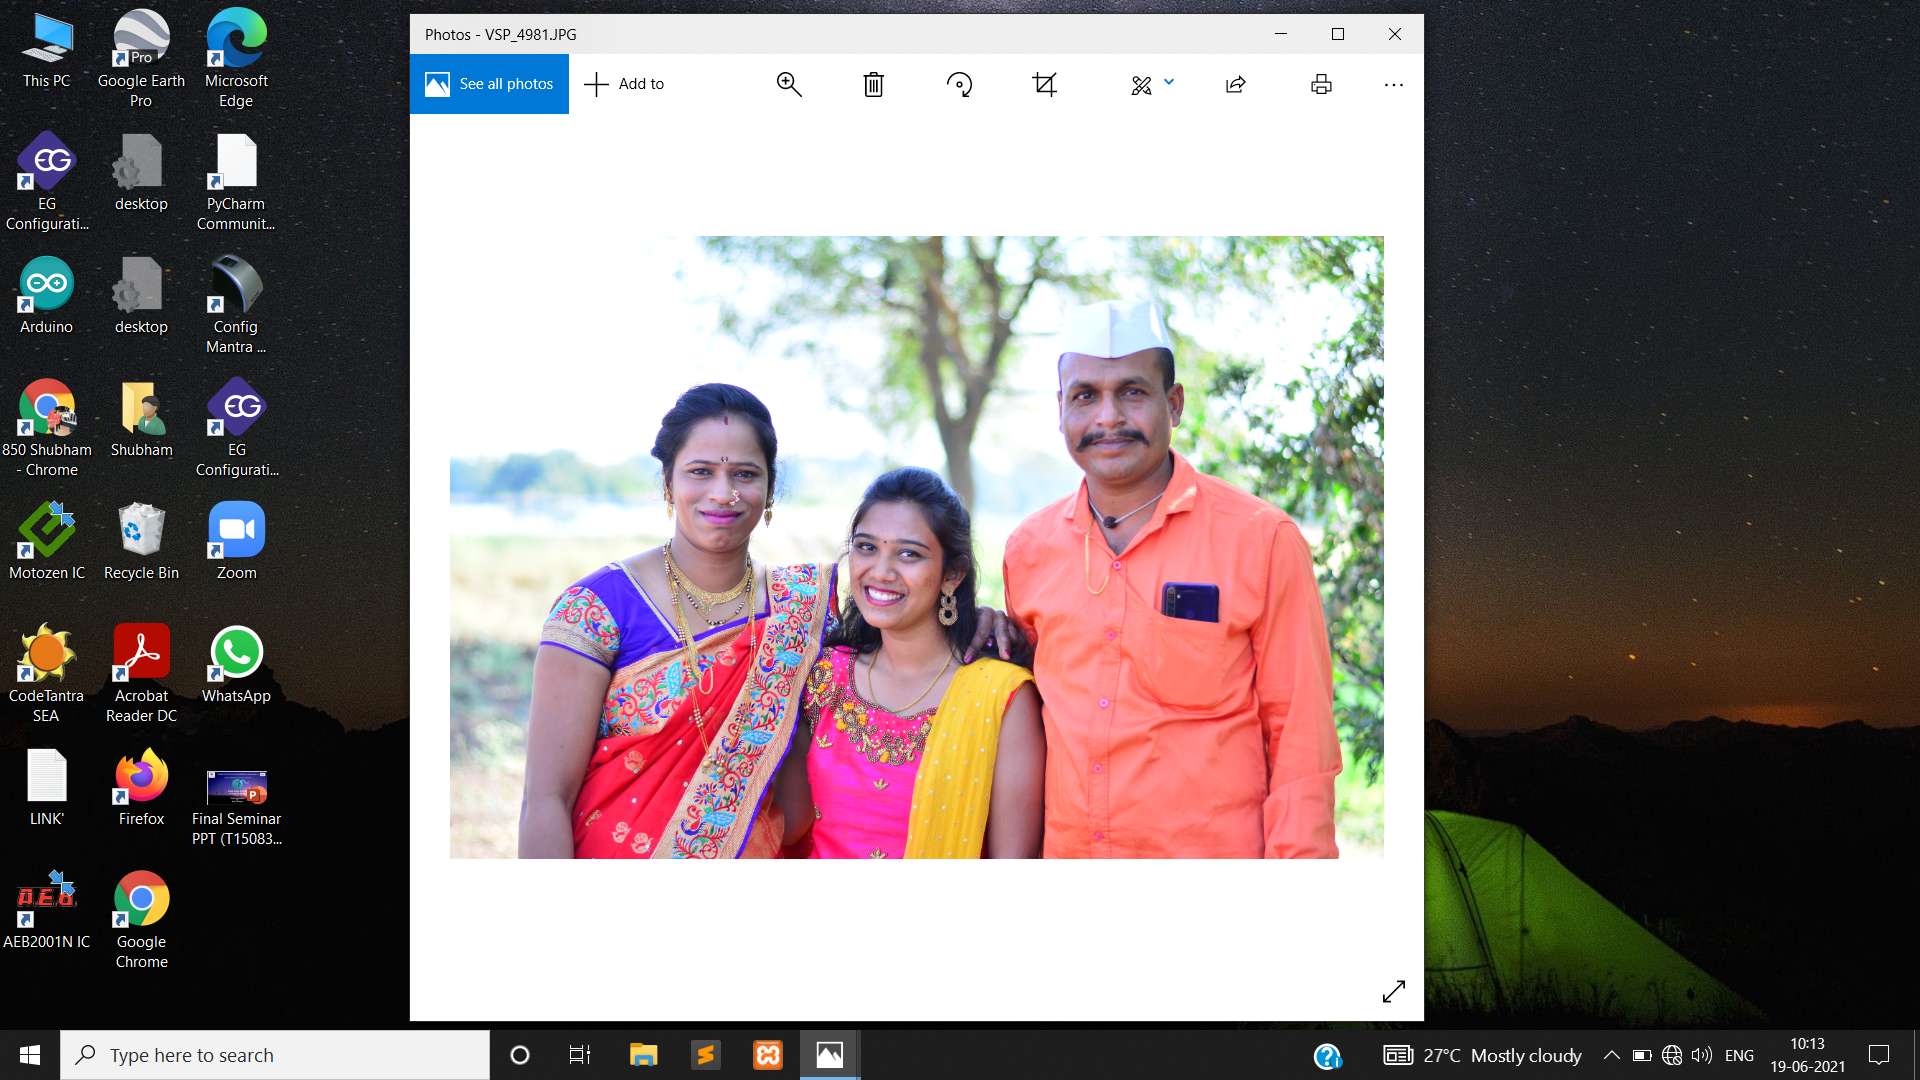 Photos - VSP_4981.JPG
See all photos
Add to
This PC
Pro
Google Earth
Pro
Microsoft
Edge
EG
EG
Configurati...
desktop
PyCharm
Communit...
Arduino
desktop
Config
Mantra ...
850 Shubham
- Chrome
Shubham
EG
EG
Configurati...
Motozen IC
Recycle Bin
Zoom
CodeTantra
SEA
Acrobat
Reader DC
WhatsApp
LINK'
Firefox
P
Final Seminar
PPT (T15083...
AEB2001N IC
Google
Chrome
Type here to search
27°C Mostly cloudy
ENG
10:13
19-06-2021